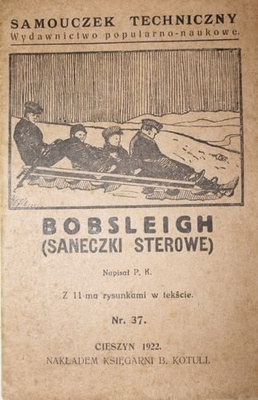 SAMOUCZEK TECHNICZNY
Wydawnictwo popularno-naukowe.
BOBSLEIGH
(SANECZKI STEROWE)
Napisał P. K.
Z 11-ma rysunkami w tekście.
Nr. 37.
CIESZYN 1922.
NAKŁADEM KSIĘGARNI B. KOTULI.